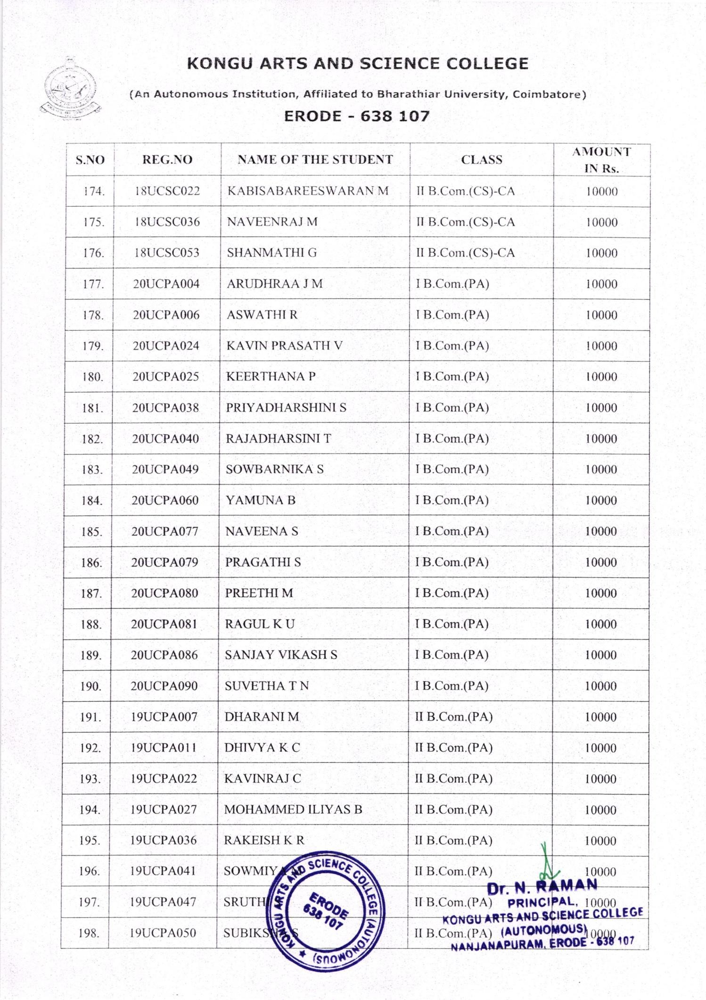 KONGU ARTS AND SCIENCE COLLEGE
(An Autonomous Institution, Affiliated to Bharathiar University, Coimbatore)
ERODE - 638 107
S.NO REG.NO NAME OF THE STUDENT CLASS AMOUNT IN Rs.
174. 18UCSC022 KABISABAREESWARAN M II B.Com.(CS)-CA 10000
175. 18UCSC036 NAVEENRAJ M II B.Com.(CS)-CA 10000
176. 18UCSC053 SHANMATHI G II B.Com.(CS)-CA 10000
177. 20UCPA004 ARUDHRAA J M I B.Com.(PA) 10000
178. 20UCPA006 ASWATHI R I B.Com.(PA) 10000
179. 20UCPA024 KAVIN PRASATH V I B.Com.(PA) 10000
180. 20UCPA025 KEERTHANA P I B.Com.(PA) 10000
181. 20UCPA038 PRIYADHARSHINI S I B.Com.(PA) 10000
182. 20UCPA040 RAJADHARSINI T I B.Com.(PA) 10000
183. 20UCPA049 SOWBARNIKA S I B.Com.(PA) 10000
184. 20UCPA060 YAMUNA B I B.Com.(PA) 10000
185. 20UCPA077 NAVEENA S I B.Com.(PA) 10000
186. 20UCPA079 PRAGATHI S I B.Com.(PA) 10000
187. 20UCPA080 PREETHI M I B.Com.(PA) 10000
188. 20UCPA081 RAGUL K U I B.Com.(PA) 10000
189. 20UCPA086 SANJAY VIKASH S I B.Com.(PA) 10000
190. 20UCPA090 SUVETHA T N I B.Com.(PA) 10000
191. 19UCPA007 DHARANI M II B.Com.(PA) 10000
192. 19UCPA011 DHIVYA K C II B.Com.(PA) 10000
193. 19UCPA022 KAVINRAJ C II B.Com.(PA) 10000
194. 19UCPA027 MOHAMMED ILIYAS B II B.Com.(PA) 10000
195. 19UCPA036 RAKEISH K R II B.Com.(PA) 10000
196. 19UCPA041 SOWMIYA M II B.Com.(PA) 10000
197. 19UCPA047 II B.Com.(PA) 10000
198. 19UCPA050 S II B.Com.(PA) 10000
KONGU ARTS AND SCIENCE COLLEGE (AUTONOMOUS) ★
ERODE
638 107
Dr. N. RAMAN
PRINCIPAL,
KONGU ARTS AND SCIENCE COLLEGE
(AUTONOMOUS)
NANJANAPURAM, ERODE - 638 107